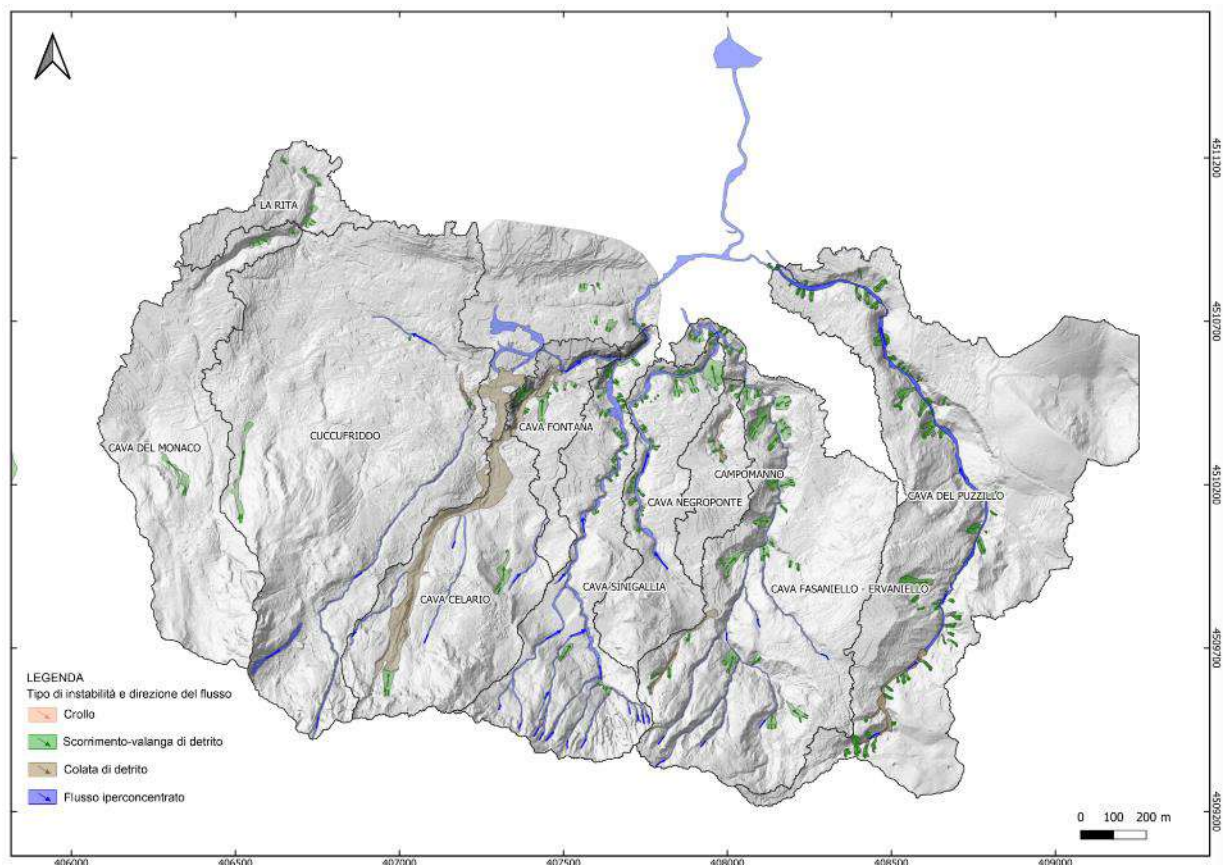 LA RITA
4511200
4510700
CUCCUFRIDDO
CAVA FONTANA
CAVA DEL MONACO
CAMPOMANNO
4510200
CAVA NEGROPONTE
CAVA DEL PUZZILLO
CAVA CELARIO
CAVA SINIGALLIA
CAVA FASANIELLO - ERVANIELLO
4509700
LEGENDA
Tipo di instabilità e direzione del flusso
Crollo
Scorrimento-valanga di detrito
Colata di detrito
Flusso iperconcentrato
0 100 200 m
4509200
406000 406500 407000 407500 408000 408500 409000